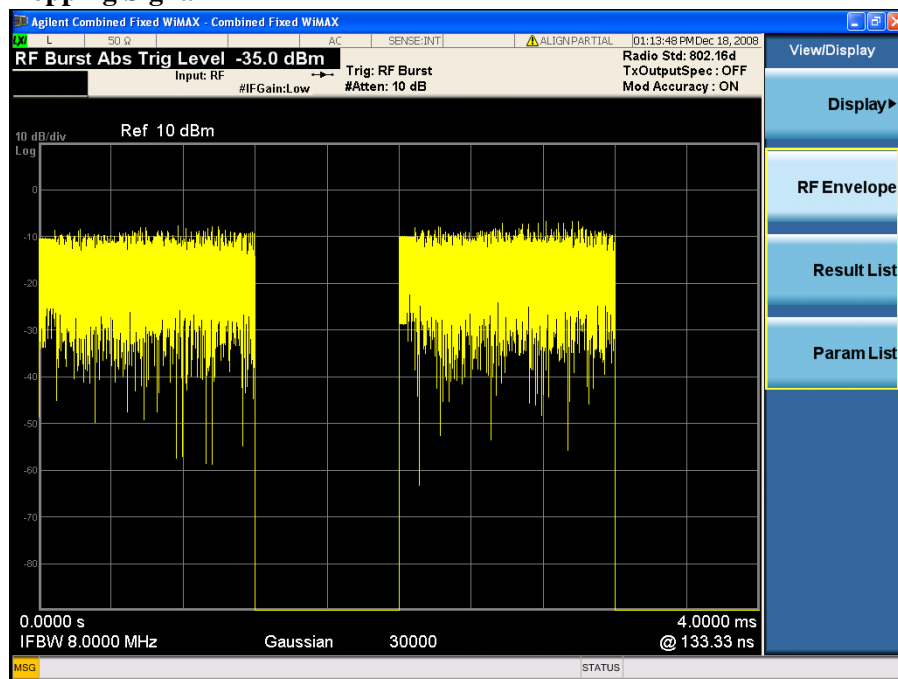 Agilent Combined Fixed WiMAX - Combined Fixed WiMAX
LXI L 50 Ω AC SENSE:INT ALIGN PARTIAL 01:13:48 PM Dec 18, 2008
RF Burst Abs Trig Level -35.0 dBm
Input: RF
#IFGain:Low
Trig: RF Burst
#Atten: 10 dB
Radio Std: 802.16d
TxOutputSpec : OFF
Mod Accuracy : ON
10 dB/div Ref 10 dBm
Log
0
-10
-20
-30
-40
-50
-60
-70
-80
0.0000 s 4.0000 ms
IFBW 8.0000 MHz Gaussian 30000 @ 133.33 ns
MSG STATUS
View/Display
Display
RF Envelope
Result List
Param List